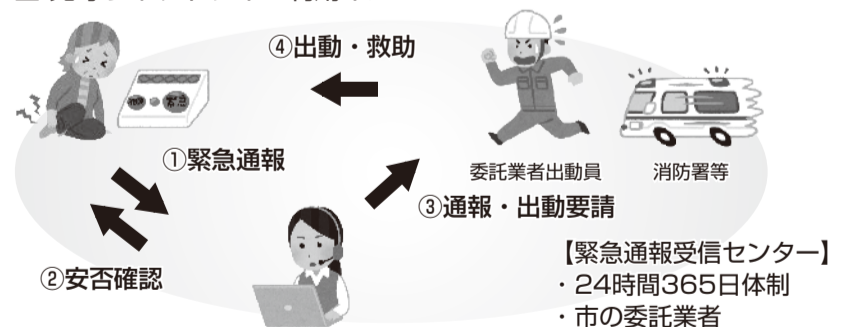 ④出動・救助
①緊急通報
委託業者出動員
消防署等
③通報・出動要請
②安否確認
【緊急通報受信センター】
・24時間365日体制
・市の委託業者